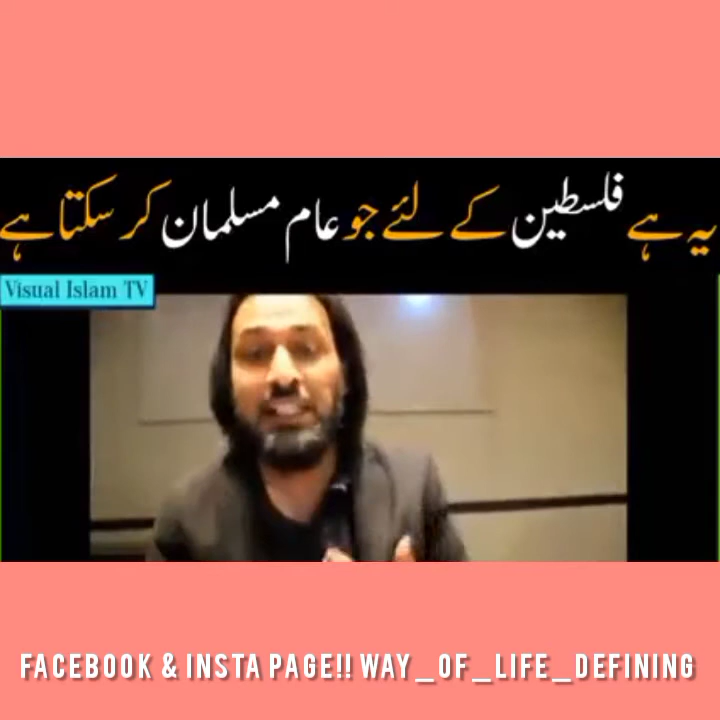 یہ ہے فلسطین کے لئے جو عام مسلمان کر سکتا ہے
Visual Islam TV
FACEBOOK & INSTA PAGE!! WAY_OF_LIFE_DEFINING